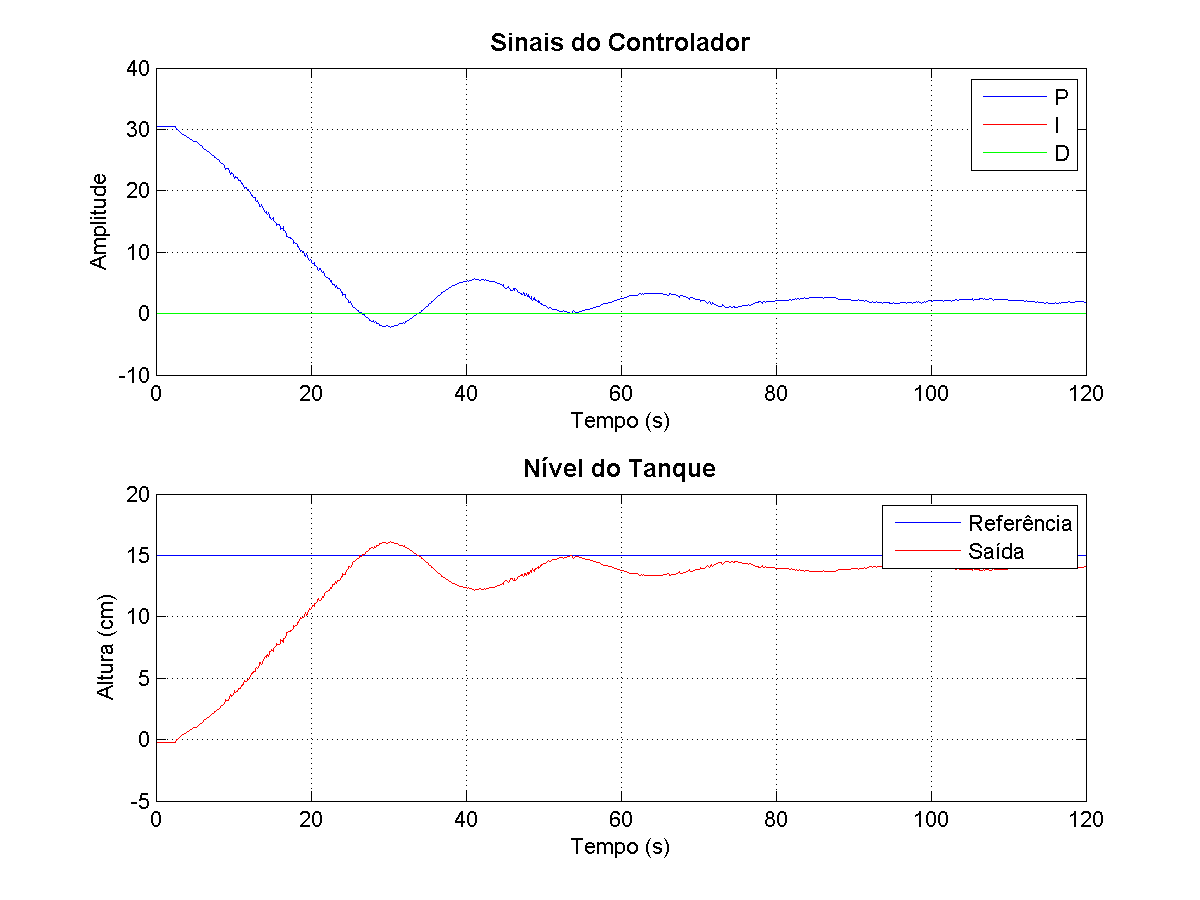 Sinais do Controlador
40
30
20
10
0
-10
Amplitude
P
I
D
0 20 40 60 80 100 120
Tempo (s)
Nível do Tanque
20
15
10
5
0
-5
Altura (cm)
Referência
Saída
0 20 40 60 80 100 120
Tempo (s)